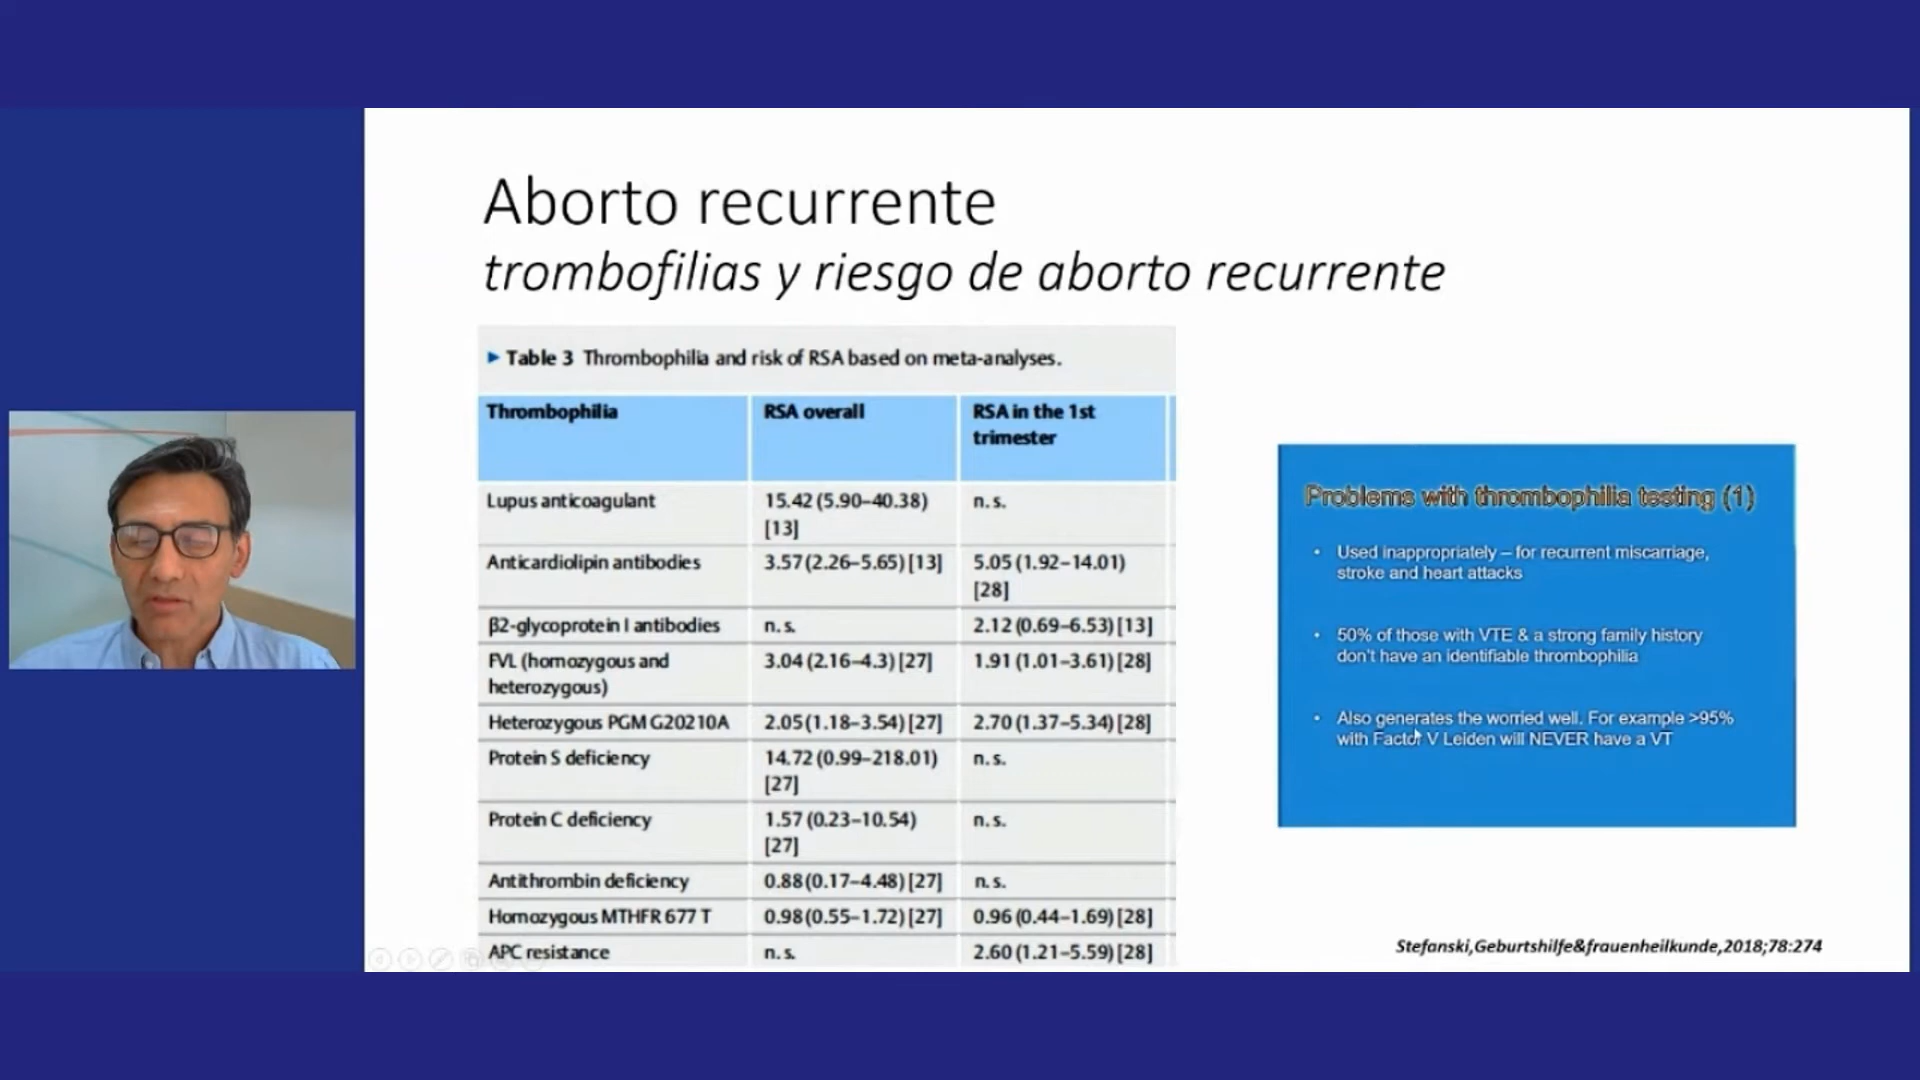 Aborto recurrente
trombofilias y riesgo de aborto recurrente
► Table 3 Thrombophilia and risk of RSA based on meta-analyses.
Thrombophilia RSA overall RSA in the 1st
trimester
Lupus anticoagulant 15.42 (5.90–40.38) n. s.
[13]
Anticardiolipin antibodies 3.57 (2.26–5.65) [13] 5.05 (1.92–14.01)
[28]
β2-glycoprotein I antibodies n. s. 2.12 (0.69–6.53) [13]
FVL (homozygous and 3.04 (2.16–4.3) [27] 1.91 (1.01–3.61) [28]
heterozygous)
Heterozygous PGM G20210A 2.05 (1.18–3.54) [27] 2.70 (1.37–5.34) [28]
Protein S deficiency 14.72 (0.99–218.01) n. s.
[27]
Protein C deficiency 1.57 (0.23–10.54) n. s.
[27]
Antithrombin deficiency 0.88 (0.17–4.48) [27] n. s.
Homozygous MTHFR 677 T 0.98 (0.55–1.72) [27] 0.96 (0.44–1.69) [28]
APC resistance n. s. 2.60 (1.21–5.59) [28]
Problems with thrombophilia testing (1)
• Used inappropriately – for recurrent miscarriage,
stroke and heart attacks
• 50% of those with VTE & a strong family history
don't have an identifiable thrombophilia
• Also generates the worried well. For example >95%
with Factor V Leiden will NEVER have a VT
Stefanski,Geburtshilfe&frauenheilkunde,2018;78:274